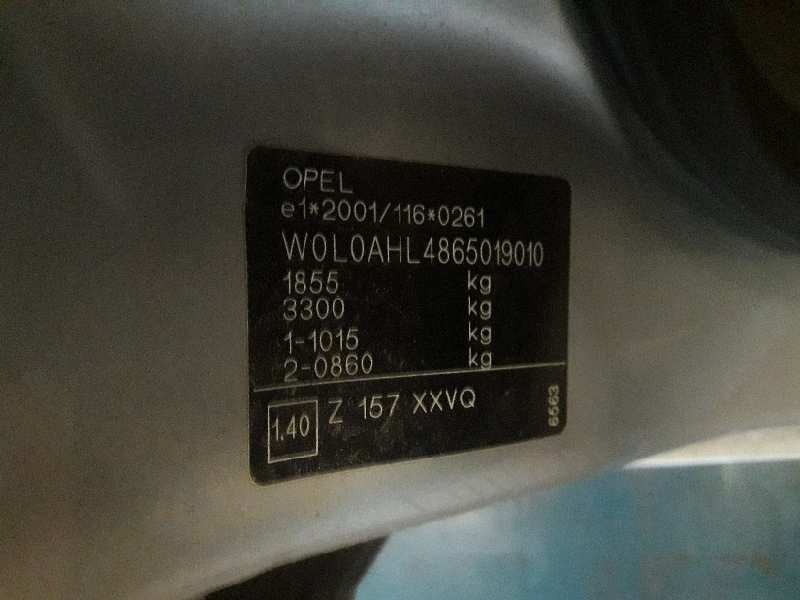 OPEL
e1*2001/116*0261
W0L0AHL4865019010
1855 kg
3300 kg
1-1015 kg
2-0860 kg
1.40 Z 157 XXVQ
6563